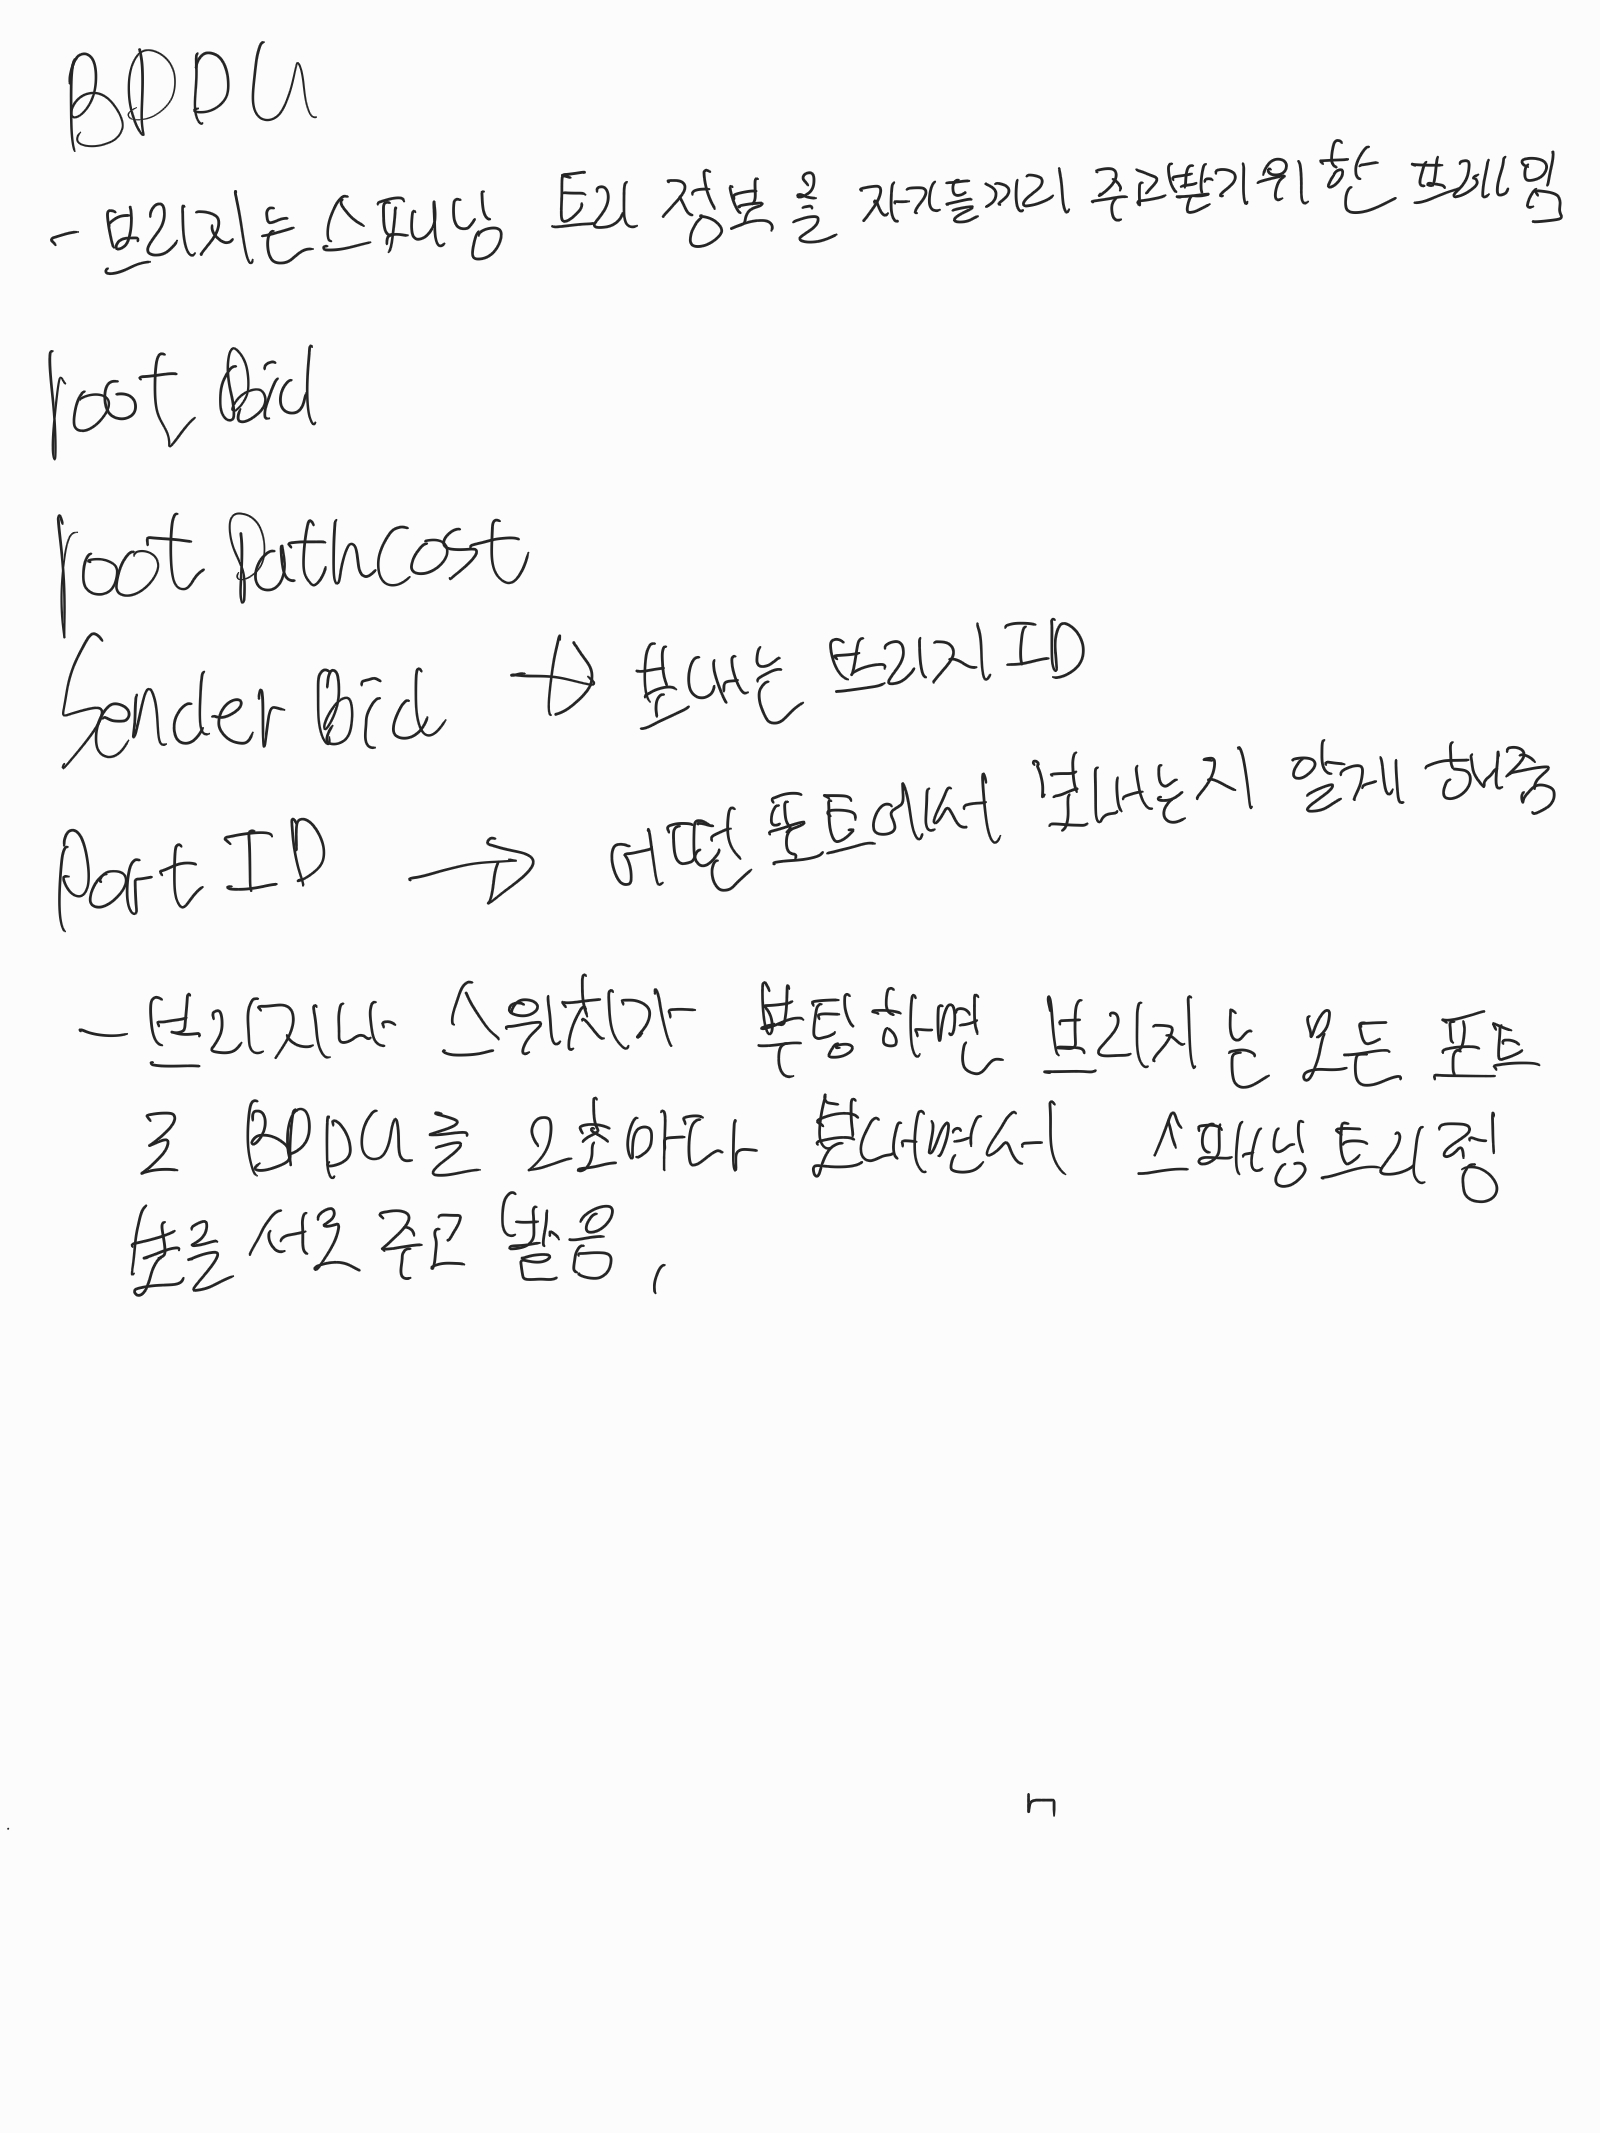 BPDU
- 브리지는 스패닝 트리 정보을 자기들끼리 주고받기위한 프레임
root Bid
root PathCost
Sender Bid → 보내는 브리지 ID
Port ID → 어떤 포트에서 보내는지 알게 해줌
- 브리지나 스위치가 부팅하면 브리지는 모든 포트
로 BPDU를 2초마다 보내면서 스패닝트리정
보를 서로 주고 받음,
ㄱ